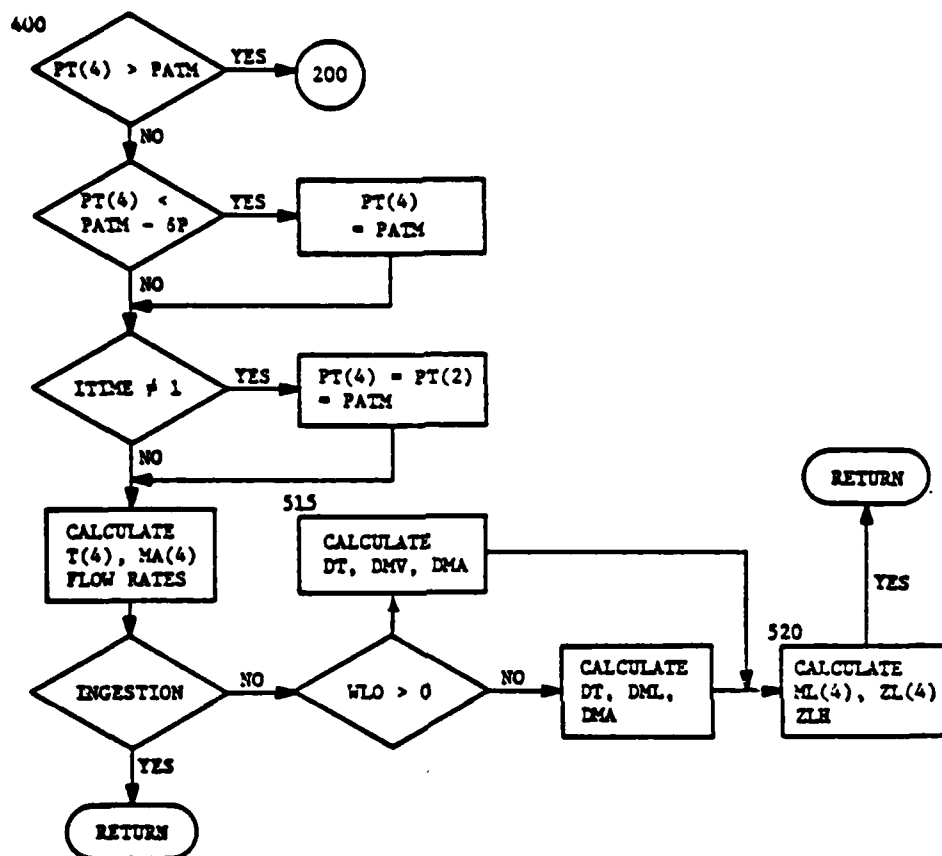 400
PT(4) > PATM
YES
200
NO
PT(4) <
PATM - δP
YES
PT(4)
= PATM
NO
ITIME ≠ 1
YES
PT(4) = PT(2)
= PATM
NO
CALCULATE
T(4), MA(4)
FLOW RATES
515
CALCULATE
DT, DMV, DMA
RETURN
YES
INGESTION
NO
WLO > 0
NO
CALCULATE
DT, DML,
DMA
520
CALCULATE
ML(4), ZL(4)
ZLH
YES
RETURN